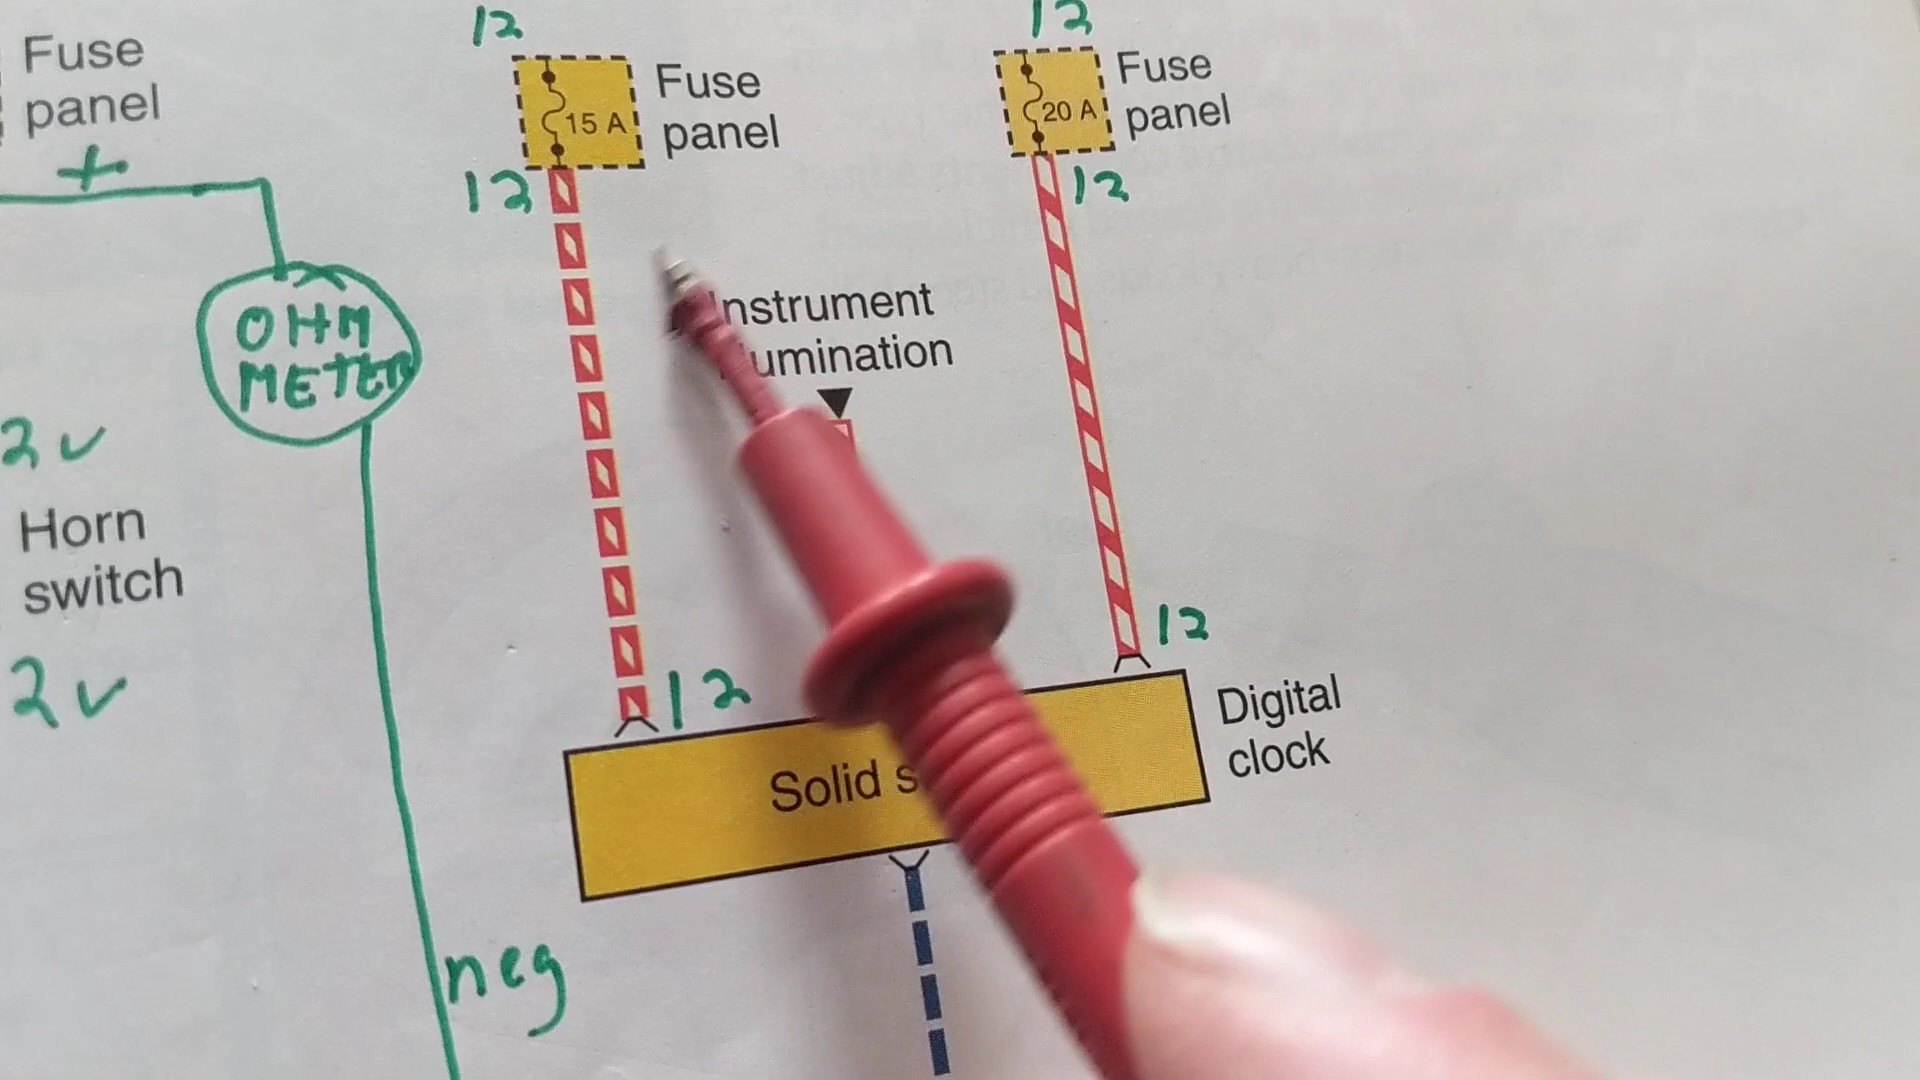 Fuse
panel
+
OHM
METER
2v
Horn
switch
2v
neg
12
15 A
Fuse
panel
12
Instrument
umination
12
12
20 A
Fuse
panel
12
12
Solid s
Digital
clock